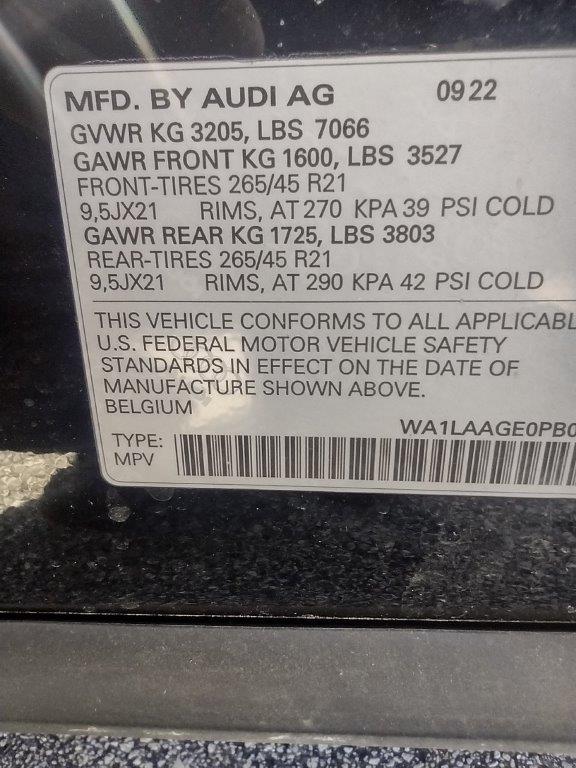 MFD. BY AUDI AG 0922
GVWR KG 3205, LBS 7066
GAWR FRONT KG 1600, LBS 3527
FRONT-TIRES 265/45 R21
9,5JX21 RIMS, AT 270 KPA 39 PSI COLD
GAWR REAR KG 1725, LBS 3803
REAR-TIRES 265/45 R21
9,5JX21 RIMS, AT 290 KPA 42 PSI COLD
THIS VEHICLE CONFORMS TO ALL APPLICABL
U.S. FEDERAL MOTOR VEHICLE SAFETY
STANDARDS IN EFFECT ON THE DATE OF
MANUFACTURE SHOWN ABOVE.
BELGIUM
WA1LAAGE0PB0
TYPE:
MPV